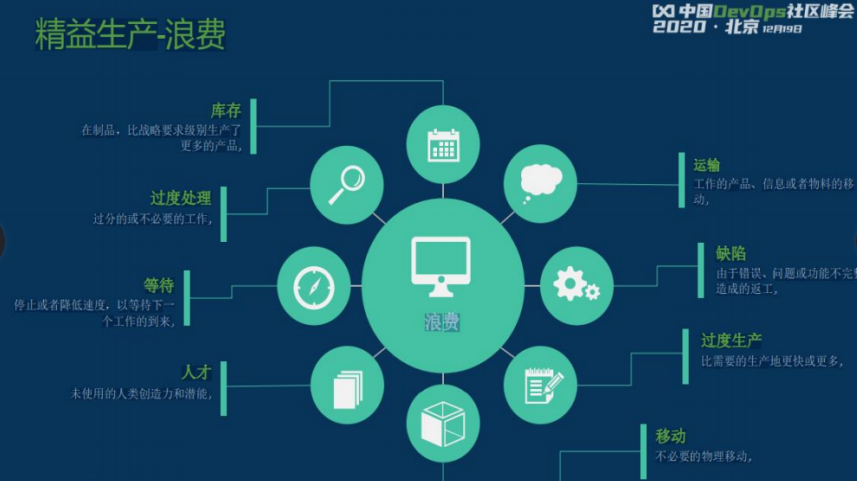 中国DevOps社区峰会
2020 · 北京 12月19日
精益生产-浪费
库存
在制品，比战略要求级别生产了
更多的产品,
过度处理
过分的或不必要的工作,
等待
停止或者降低速度，以等待下一
个工作的到来,
人才
未使用的人类创造力和潜能,
浪费
运输
工作的产品、信息或者物料的移
动,
缺陷
由于错误、问题或功能不完整
造成的返工,
过度生产
比需要的生产地更快或更多,
移动
不必要的物理移动,